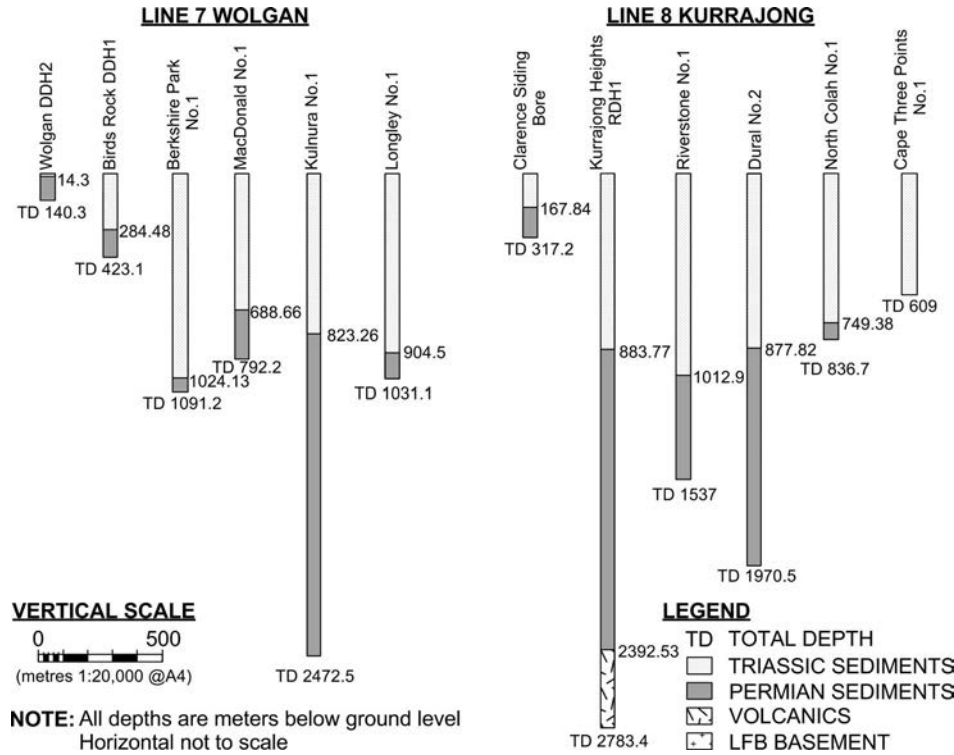 LINE 7 WOLGAN
Wolgan DDH2
Birds Rock DDH1
Berkshire Park
No.1
MacDonald No.1
Kulnura No.1
Longley No.1
14.3
TD 140.3
284.48
TD 423.1
1024.13
TD 1091.2
688.66
TD 792.2
823.26
TD 2472.5
904.5
TD 1031.1
LINE 8 KURRAJONG
Clarence Siding
Bore
Kurrajong Heights
RDH1
Riverstone No.1
Dural No.2
North Colah No.1
Cape Three Points
No.1
167.84
TD 317.2
883.77
2392.53
TD 2783.4
1012.9
TD 1537
877.82
TD 1970.5
749.38
TD 836.7
TD 609
VERTICAL SCALE
0 500
(metres 1:20,000 @A4)
NOTE: All depths are meters below ground level
Horizontal not to scale
LEGEND
TD TOTAL DEPTH
TRIASSIC SEDIMENTS
PERMIAN SEDIMENTS
VOLCANICS
LFB BASEMENT